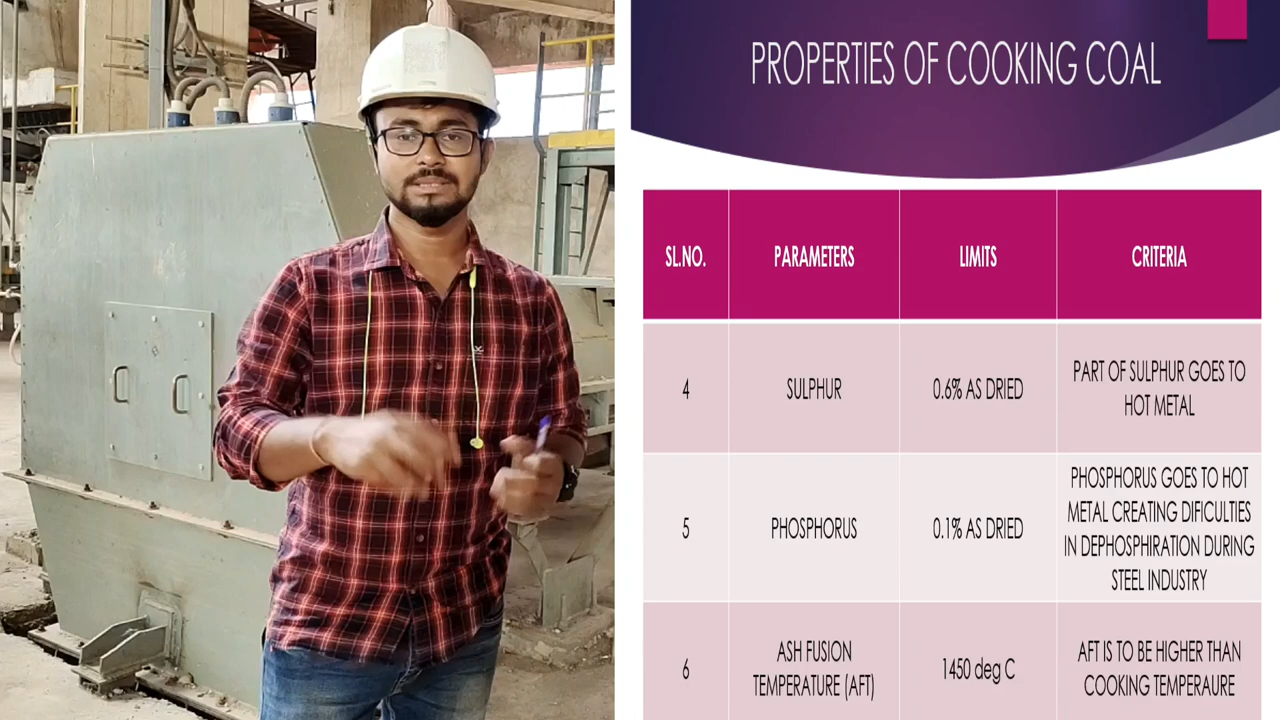 PROPERTIES OF COOKING COAL
SL.NO. PARAMETERS LIMITS CRITERIA
4 SULPHUR 0.6% AS DRIED PART OF SULPHUR GOES TO
HOT METAL
5 PHOSPHORUS 0.1% AS DRIED PHOSPHORUS GOES TO HOT
METAL CREATING DIFICULTIES
IN DEPHOSPHIRATION DURING
STEEL INDUSTRY
6 ASH FUSION
TEMPERATURE (AFT) 1450 deg C AFT IS TO BE HIGHER THAN
COOKING TEMPERAURE